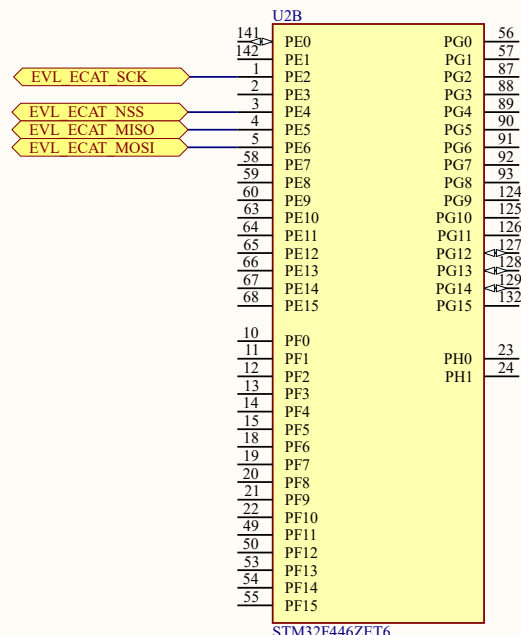 U2B
141 PE0 PG0 56
142 PE1 PG1 57
EVL_ECAT_SCK 1 PE2 PG2 87
2 PE3 PG3 88
EVL_ECAT_NSS 3 PE4 PG4 89
EVL_ECAT_MISO 4 PE5 PG5 90
EVL_ECAT_MOSI 5 PE6 PG6 91
58 PE7 PG7 92
59 PE8 PG8 93
60 PE9 PG9 124
63 PE10 PG10 125
64 PE11 PG11 126
65 PE12 PG12 127
66 PE13 PG13 128
67 PE14 PG14 129
68 PE15 PG15 132
10 PF0
11 PF1 PH0 23
12 PF2 PH1 24
13 PF3
14 PF4
15 PF5
18 PF6
19 PF7
20 PF8
21 PF9
22 PF10
49 PF11
50 PF12
53 PF13
54 PF14
55 PF15
STM32F446ZET6